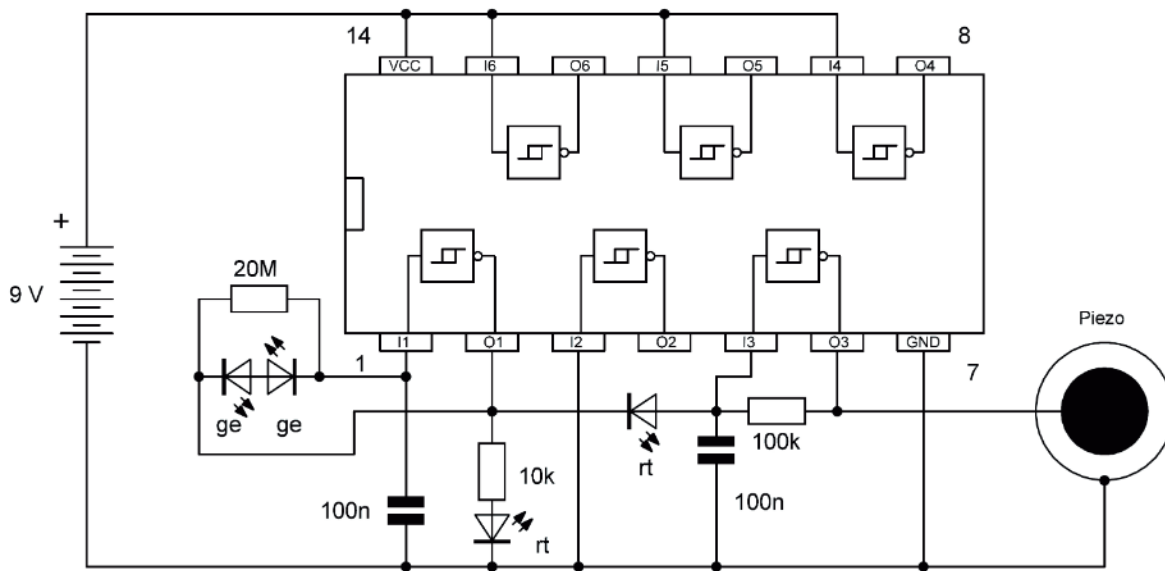 14
8
VCC
I6
O6
I5
O5
I4
O4
+
9 V
20M
I1
O1
I2
O2
I3
O3
GND
1
7
Piezo
ge
ge
rt
100k
10k
100n
100n
rt